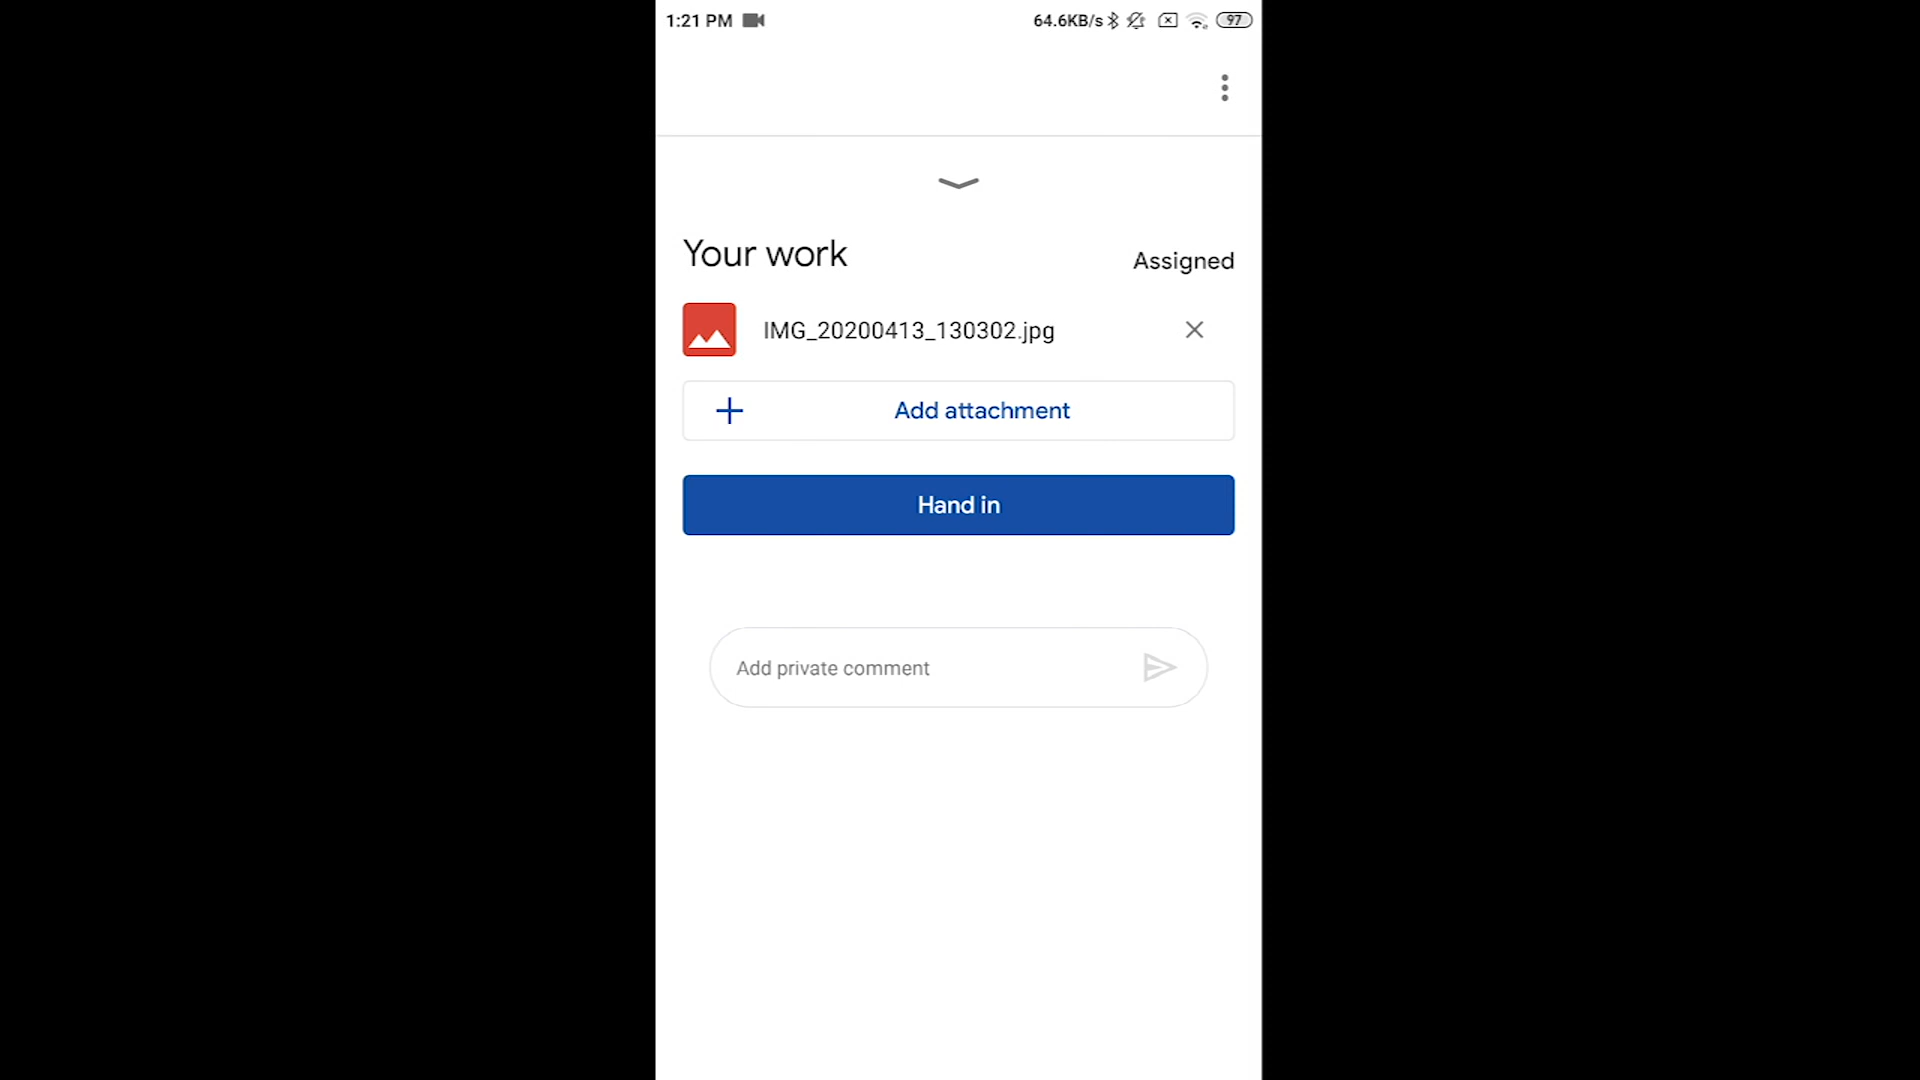 1:21 PM 64.6KB/s 97
Your work
Assigned
IMG_20200413_130302.jpg
Add attachment
Hand in
Add private comment